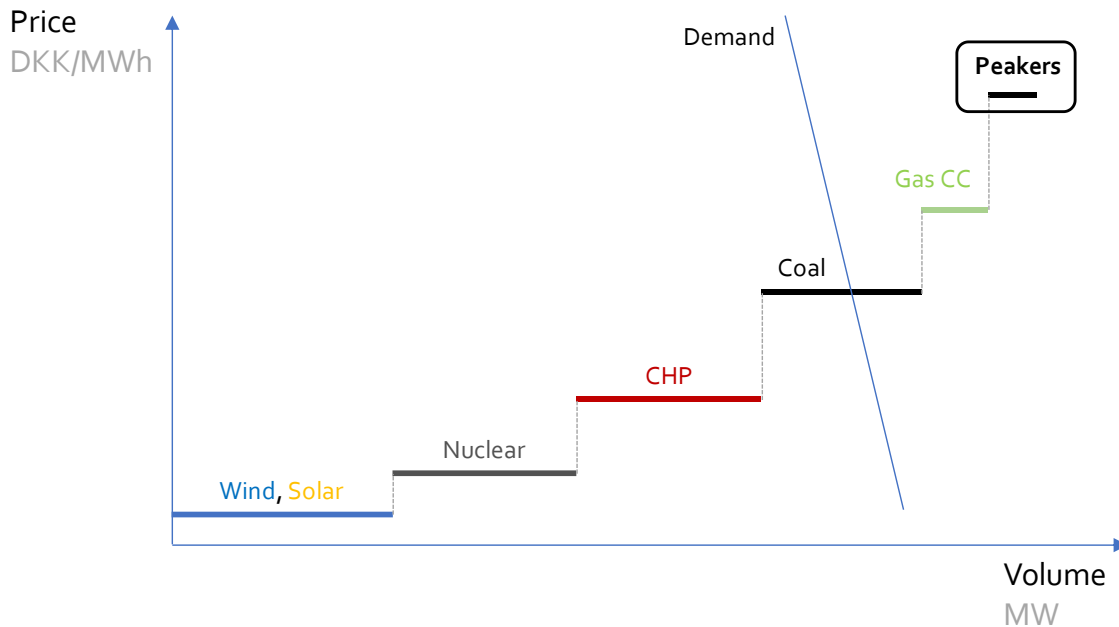 Price
DKK/MWh
Demand
Peakers
Gas CC
Coal
CHP
Nuclear
Wind, Solar
Volume
MW